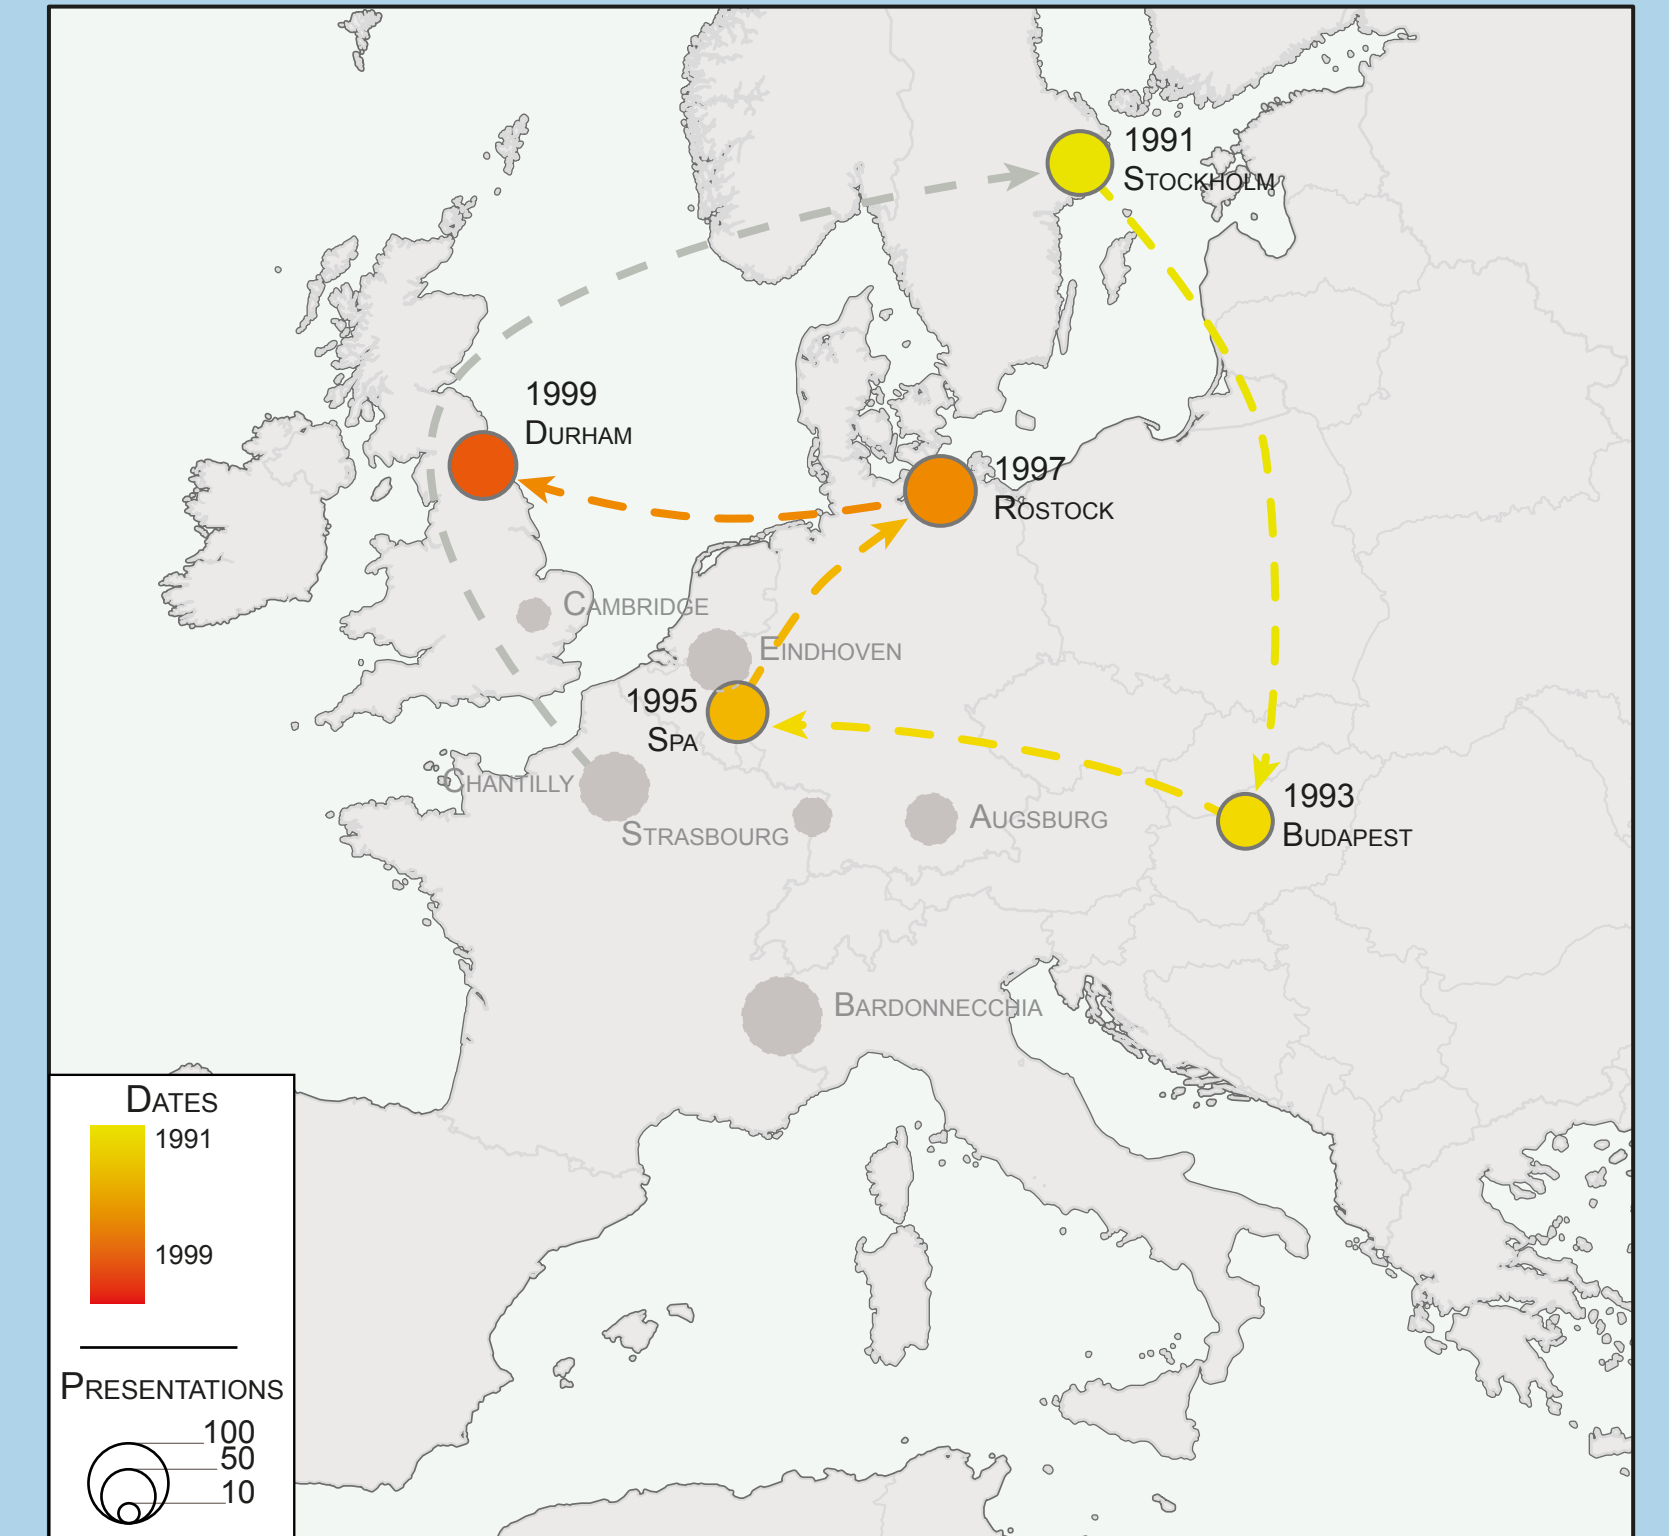 1991
Stockholm
1999
Durham
1997
Rostock
Cambridge
Eindhoven
1995
Spa
Chantilly
Strasbourg
Augsburg
1993
Budapest
Bardonnecchia
Dates
1991
1999
Presentations
100
50
10